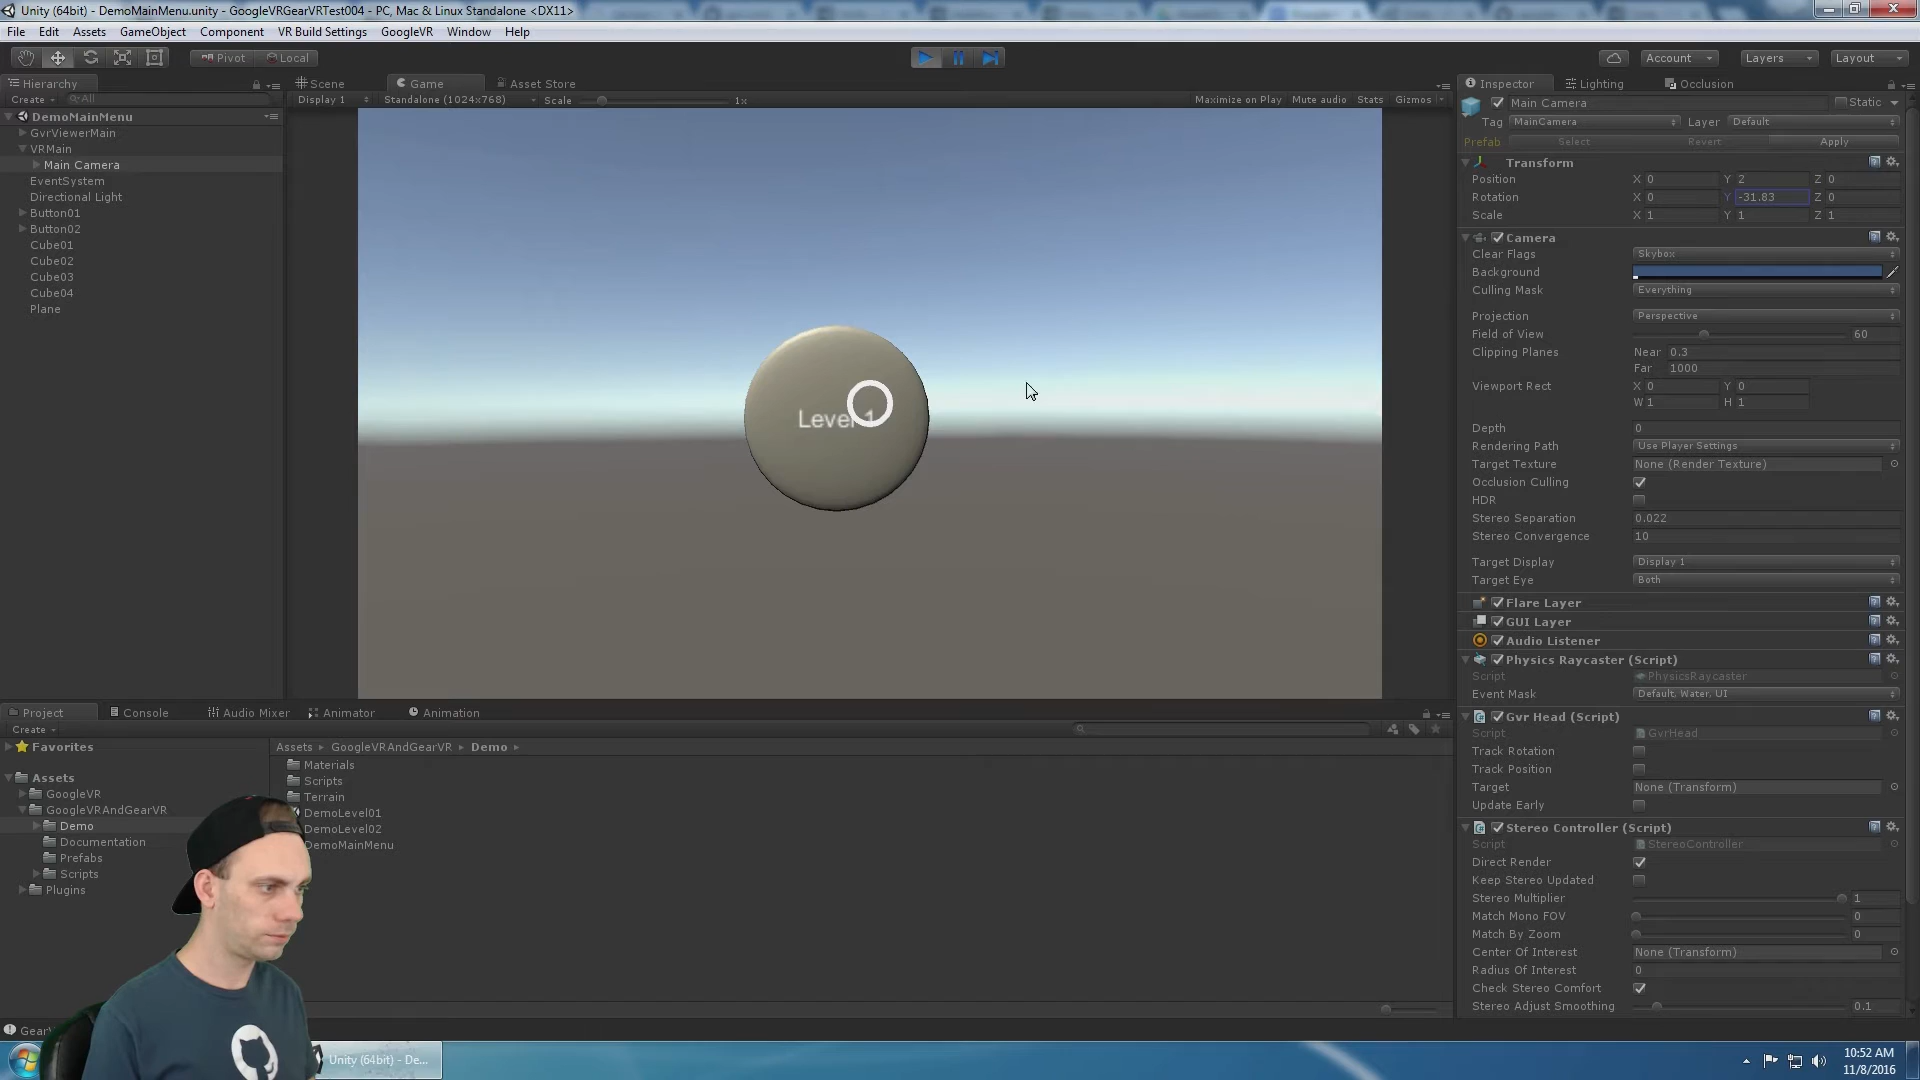 Unity (64bit) - DemoMainMenu.unity - GoogleVRGearVRTest004 - PC, Mac & Linux Standalone <DX11>
File Edit Assets GameObject Component VR Build Settings GoogleVR Window Help
Pivot Local Account Layers Layout
Hierarchy
Create All
DemoMainMenu
GvrViewerMain
VRMain
Main Camera
EventSystem
Directional Light
Button01
Button02
Cube01
Cube02
Cube03
Cube04
Plane
Scene Game Asset Store
Display 1 Standalone (1024x768) Scale 1x Maximize on Play Mute audio Stats Gizmos
Level 1
Inspector Lighting Occlusion
Main Camera Static
Tag MainCamera Layer Default
Prefab Select Revert Apply
Transform
Position X 0 Y 2 Z 0
Rotation X 0 Y -31.83 Z 0
Scale X 1 Y 1 Z 1
Camera
Clear Flags Skybox
Background
Culling Mask Everything
Projection Perspective
Field of View 60
Clipping Planes Near 0.3
Far 1000
Viewport Rect X 0 Y 0
W 1 H 1
Depth 0
Rendering Path Use Player Settings
Target Texture None (Render Texture)
Occlusion Culling
HDR
Stereo Separation 0.022
Stereo Convergence 10
Target Display Display 1
Target Eye Both
Flare Layer
GUI Layer
Audio Listener
Physics Raycaster (Script)
Script PhysicsRaycaster
Event Mask Default, Water, UI
Gvr Head (Script)
Script GvrHead
Track Rotation
Track Position
Target None (Transform)
Update Early
Stereo Controller (Script)
Script StereoController
Direct Render
Keep Stereo Updated
Stereo Multiplier 1
Match Mono FOV 0
Match By Zoom 0
Center Of Interest None (Transform)
Radius Of Interest 0
Check Stereo Comfort
Stereo Adjust Smoothing 0.1
Project Console Audio Mixer Animator Animation
Create
Favorites
Assets
GoogleVR
GoogleVRAndGearVR
Demo
Documentation
Prefabs
Scripts
Plugins
Assets GoogleVRAndGearVR Demo
Materials
Scripts
Terrain
DemoLevel01
DemoLevel02
DemoMainMenu
Unity (64bit) - De...
10:52 AM
11/8/2016